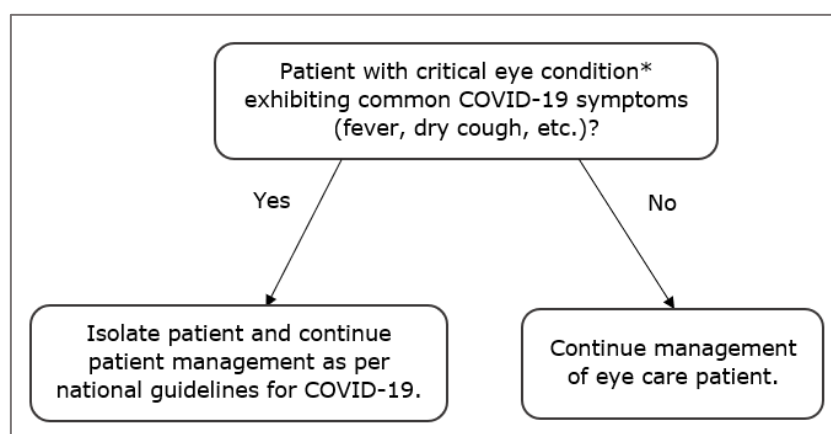 Patient with critical eye condition*
exhibiting common COVID-19 symptoms
(fever, dry cough, etc.)?
Yes
No
Isolate patient and continue
patient management as per
national guidelines for COVID-19.
Continue management
of eye care patient.